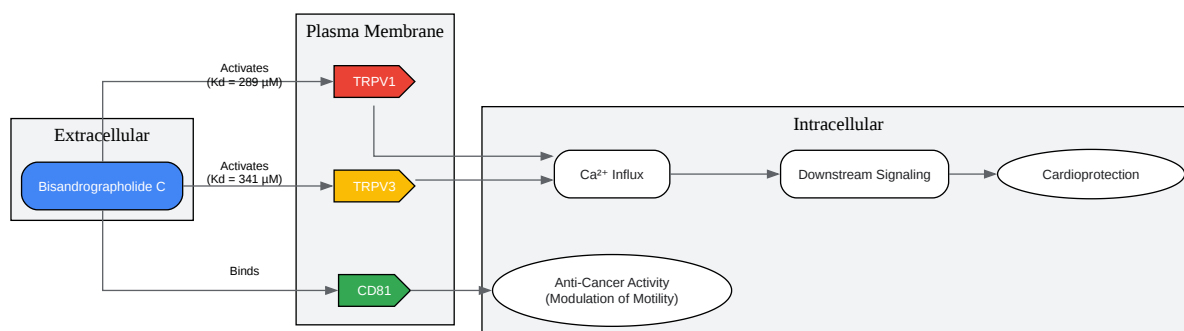 Plasma Membrane
Activates
(Kd = 289 µM)
TRPV1
Extracellular
Intracellular
Bisandrographolide C
Activates
(Kd = 341 µM)
TRPV3
Ca²⁺ Influx
Downstream Signaling
Cardioprotection
Binds
CD81
Anti-Cancer Activity
(Modulation of Motility)